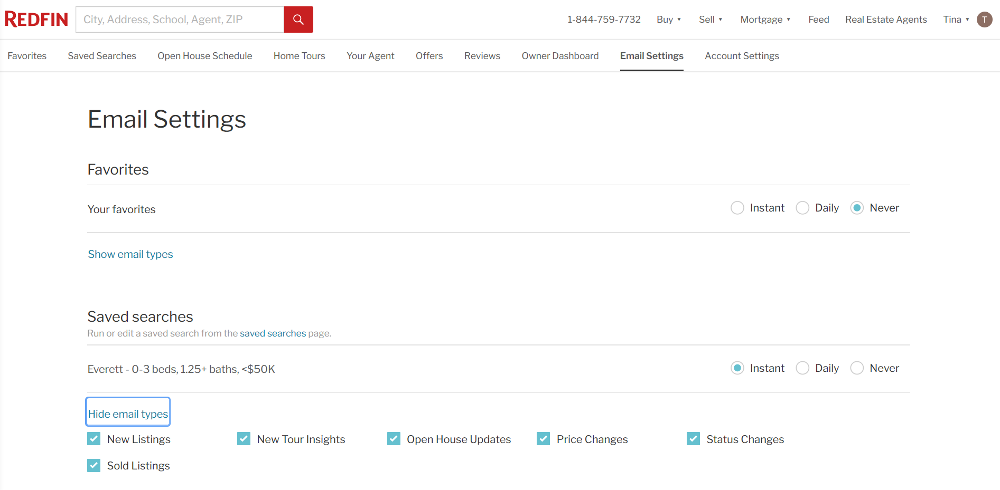 REDFIN
City, Address, School, Agent, ZIP
1-844-759-7732 Buy Sell Mortgage Feed Real Estate Agents Tina T
Favorites Saved Searches Open House Schedule Home Tours Your Agent Offers Reviews Owner Dashboard Email Settings Account Settings
Email Settings
Favorites
Your favorites Instant Daily Never
Show email types
Saved searches
Run or edit a saved search from the saved searches page.
Everett - 0-3 beds, 1.25+ baths, <$50K Instant Daily Never
Hide email types
New Listings New Tour Insights Open House Updates Price Changes Status Changes
Sold Listings